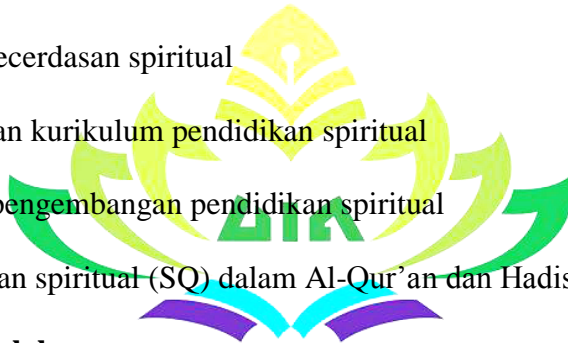 ecerdasan spiritual
an kurikulum pendidikan spiritual
pengembangan pendidikan spiritual
an spiritual (SQ) dalam Al-Qur’an dan Hadis